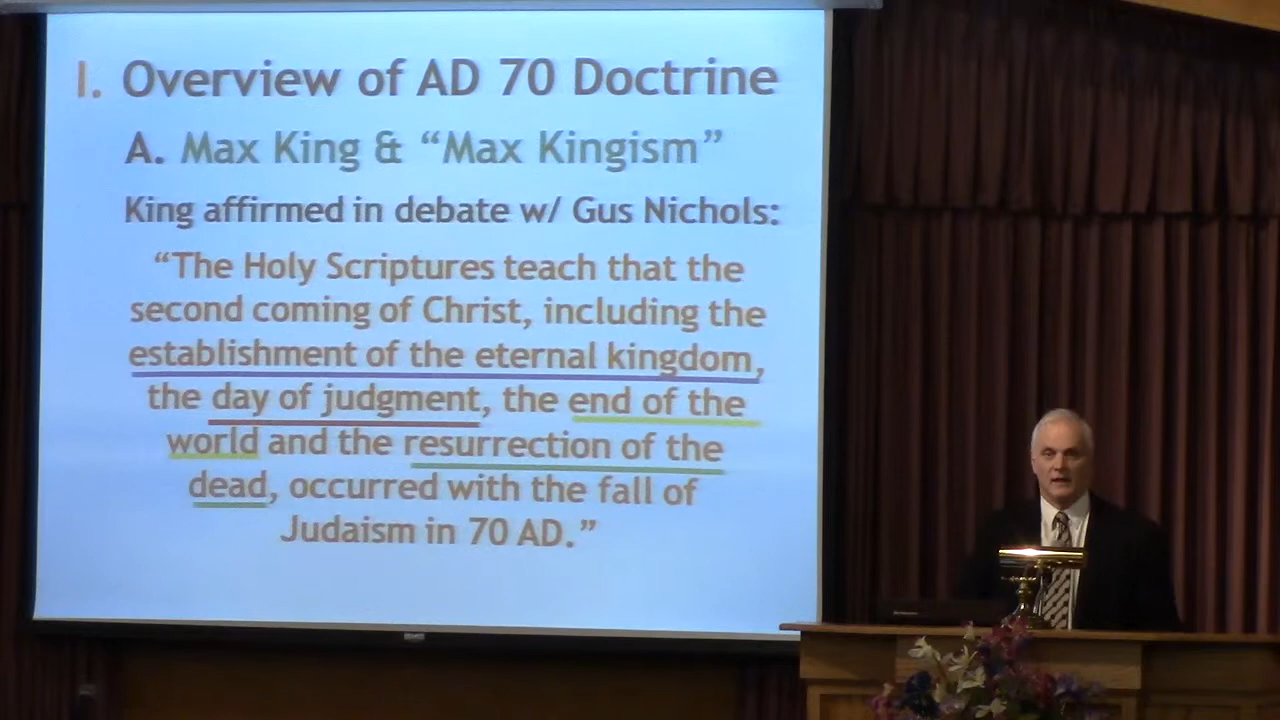 I. Overview of AD 70 Doctrine
A. Max King & “Max Kingism”
King affirmed in debate w/ Gus Nichols:
“The Holy Scriptures teach that the
second coming of Christ, including the
establishment of the eternal kingdom,
the day of judgment, the end of the
world and the resurrection of the
dead, occurred with the fall of
Judaism in 70 AD.”